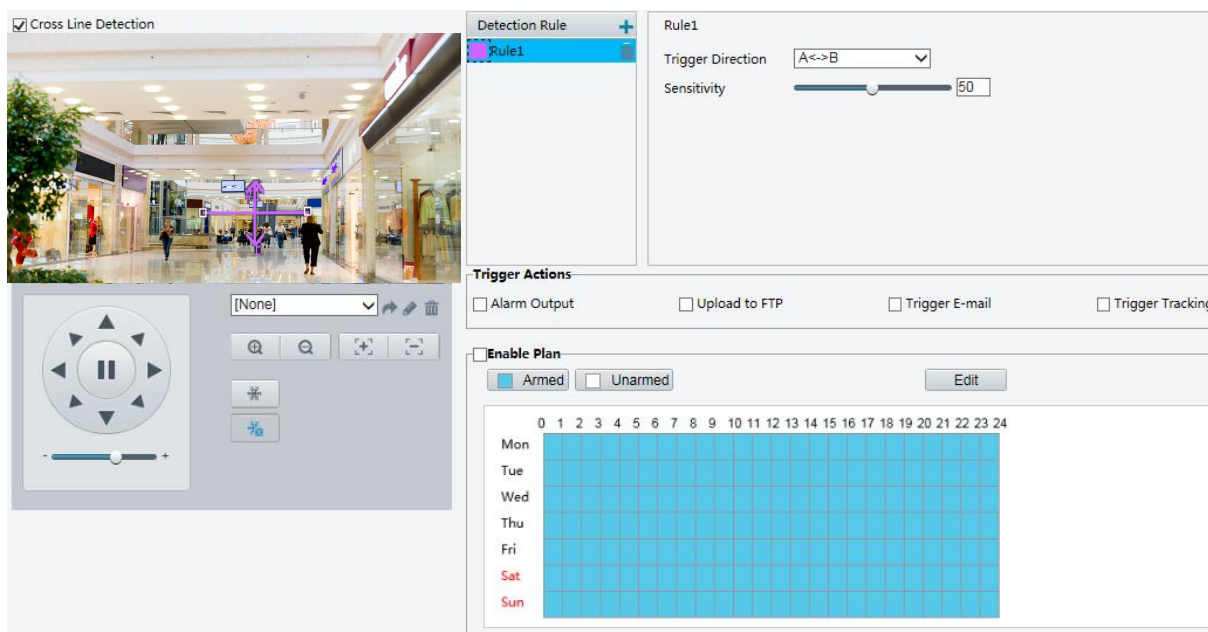 Cross Line Detection
Detection Rule
Rule1
Rule1
Trigger Direction A<->B
Sensitivity 50
Trigger Actions
Alarm Output Upload to FTP Trigger E-mail Trigger Tracking
[None]
- +
Enable Plan
Armed Unarmed Edit
0 1 2 3 4 5 6 7 8 9 10 11 12 13 14 15 16 17 18 19 20 21 22 23 24
Mon
Tue
Wed
Thu
Fri
Sat
Sun